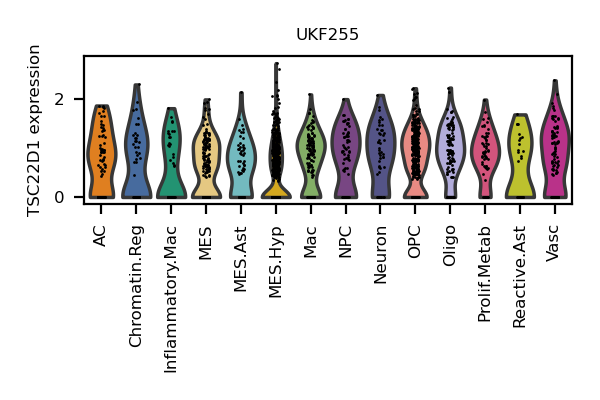 UKF255
TSC22D1 expression
2
0
AC
Chromatin.Reg
Inflammatory.Mac
MES
MES.Ast
MES.Hyp
Mac
NPC
Neuron
OPC
Oligo
Prolif.Metab
Reactive.Ast
Vasc